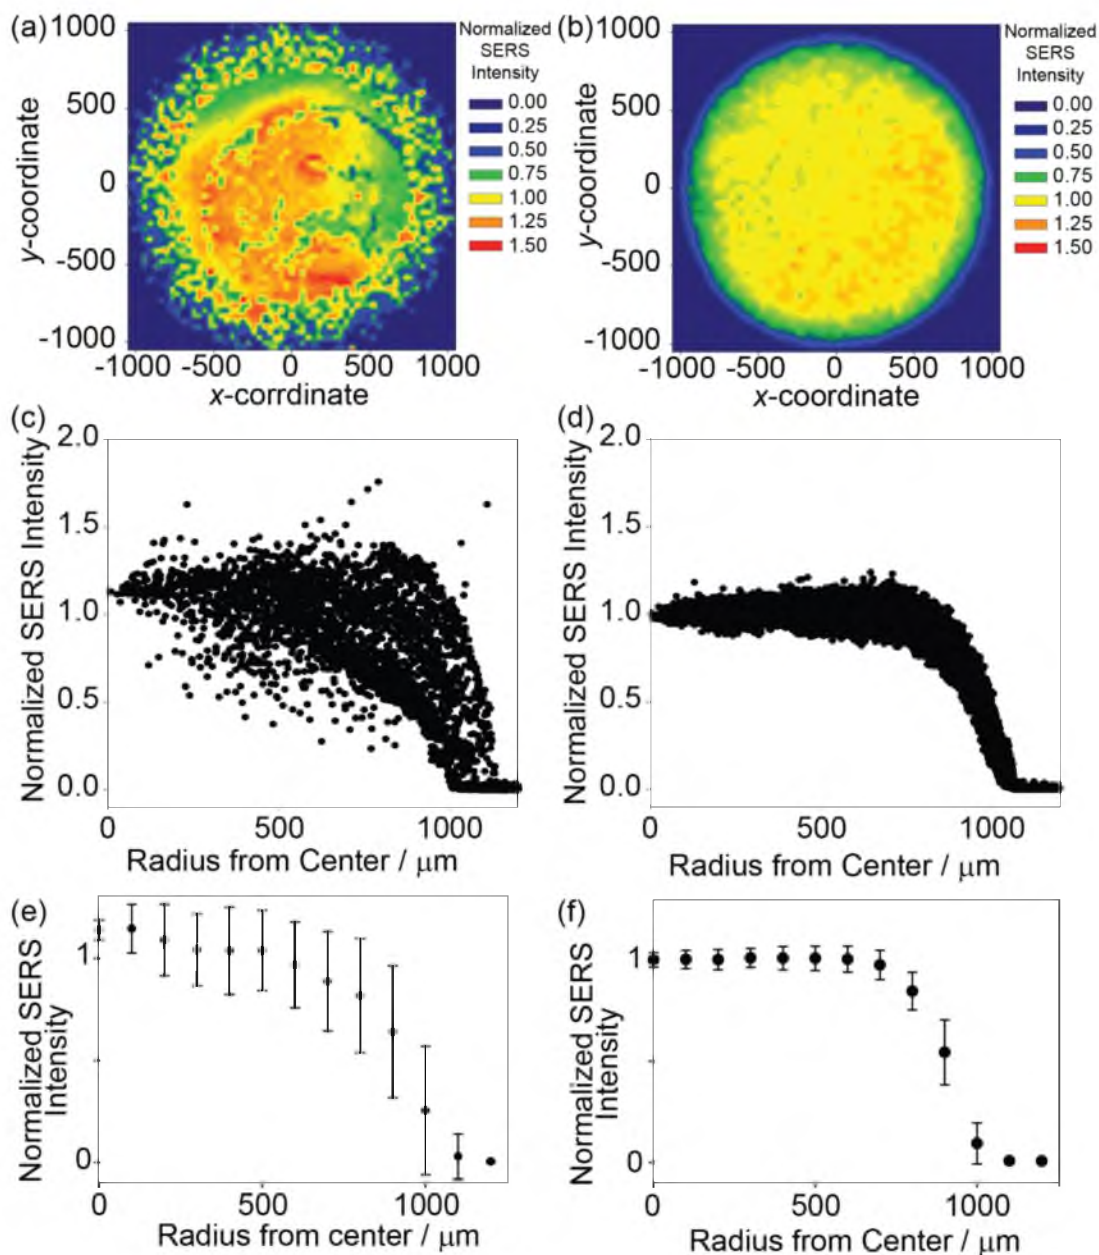 (a)
1000
500
0
-500
-1000
y-coordinate
-1000 -500 0 500 1000
x-corrdinate
Normalized
SERS
Intensity
0.00
0.25
0.50
0.75
1.00
1.25
1.50
(b)
1000
500
0
-500
-1000
y-coordinate
-1000 -500 0 500 1000
x-coordinate
Normalized
SERS
Intensity
0.00
0.25
0.50
0.75
1.00
1.25
1.50
(c)
2.0
1.5
1.0
0.5
0.0
Normalized SERS Intensity
0 500 1000
Radius from Center / μm
(d)
2.0
1.5
1.0
0.5
0.0
Normalized SERS Intensity
0 500 1000
Radius from Center / μm
(e)
1
0
Normalized SERS
Intensity
0 500 1000
Radius from center / μm
(f)
1
0
Normalized SERS
Intensity
0 500 1000
Radius from Center / μm